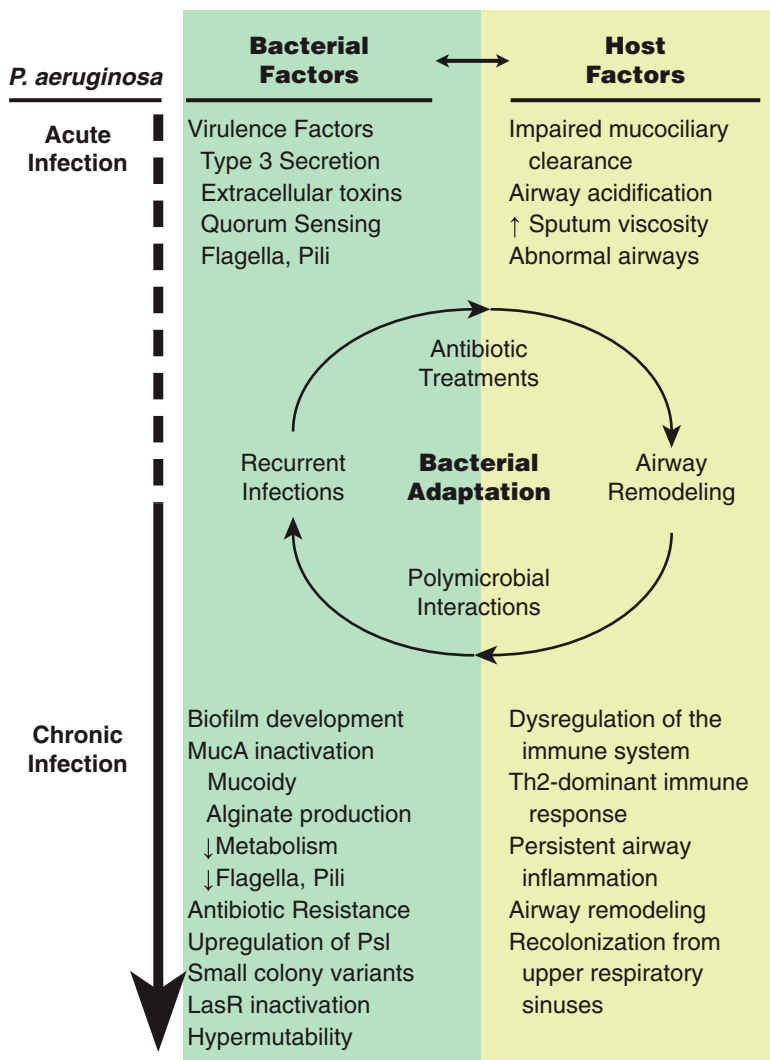 P. aeruginosa
Bacterial
Factors
Host
Factors
Acute
Infection
Virulence Factors
Type 3 Secretion
Extracellular toxins
Quorum Sensing
Flagella, Pili
Impaired mucociliary
clearance
Airway acidification
↑ Sputum viscosity
Abnormal airways
Antibiotic
Treatments
Recurrent
Infections
Bacterial
Adaptation
Airway
Remodeling
Polymicrobial
Interactions
Chronic
Infection
Biofilm development
MucA inactivation
Mucoidy
Alginate production
↓Metabolism
↓Flagella, Pili
Antibiotic Resistance
Upregulation of Psl
Small colony variants
LasR inactivation
Hypermutability
Dysregulation of the
immune system
Th2-dominant immune
response
Persistent airway
inflammation
Airway remodeling
Recolonization from
upper respiratory
sinuses